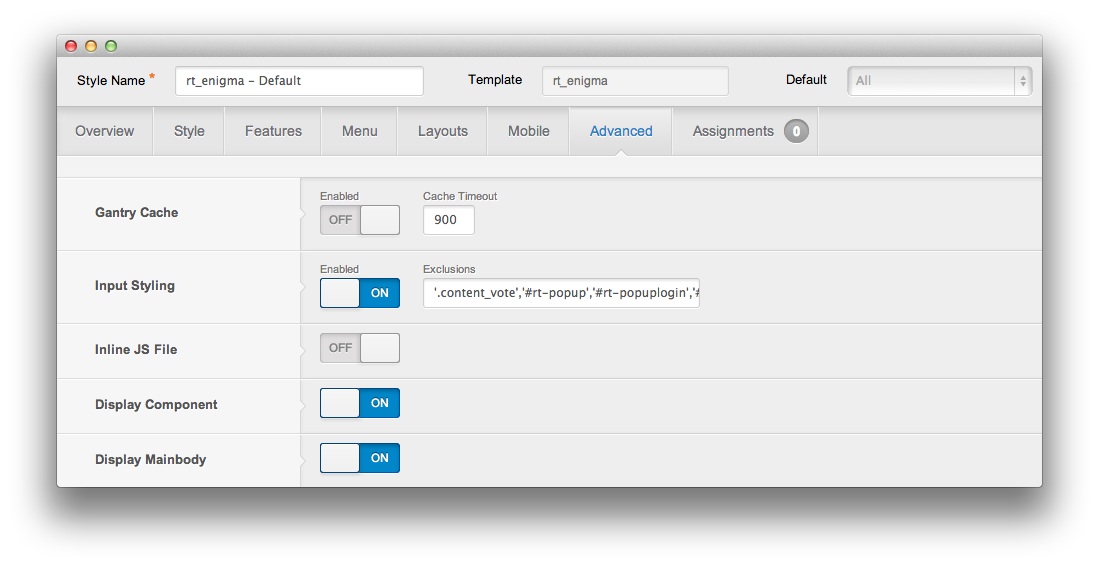 Style Name * rt_enigma - Default Template rt_enigma Default All
Overview Style Features Menu Layouts Mobile Advanced Assignments 0
Enabled Cache Timeout
Gantry Cache OFF 900
Enabled Exclusions
Input Styling ON '.content_vote','#rt-popup','#rt-popuplogin','#
Inline JS File OFF
Display Component ON
Display Mainbody ON